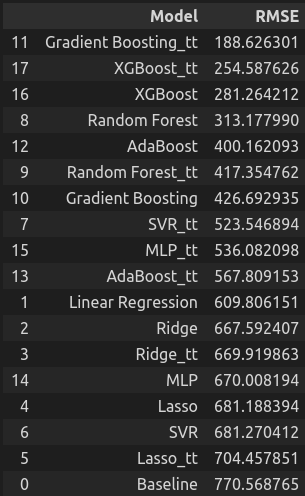 Model RMSE
11 Gradient Boosting_tt 188.626301
17 XGBoost_tt 254.587626
16 XGBoost 281.264212
8 Random Forest 313.177990
12 AdaBoost 400.162093
9 Random Forest_tt 417.354762
10 Gradient Boosting 426.692935
7 SVR_tt 523.546894
15 MLP_tt 536.082098
13 AdaBoost_tt 567.809153
1 Linear Regression 609.806151
2 Ridge 667.592407
3 Ridge_tt 669.919863
14 MLP 670.008194
4 Lasso 681.188394
6 SVR 681.270412
5 Lasso_tt 704.457851
0 Baseline 770.568765